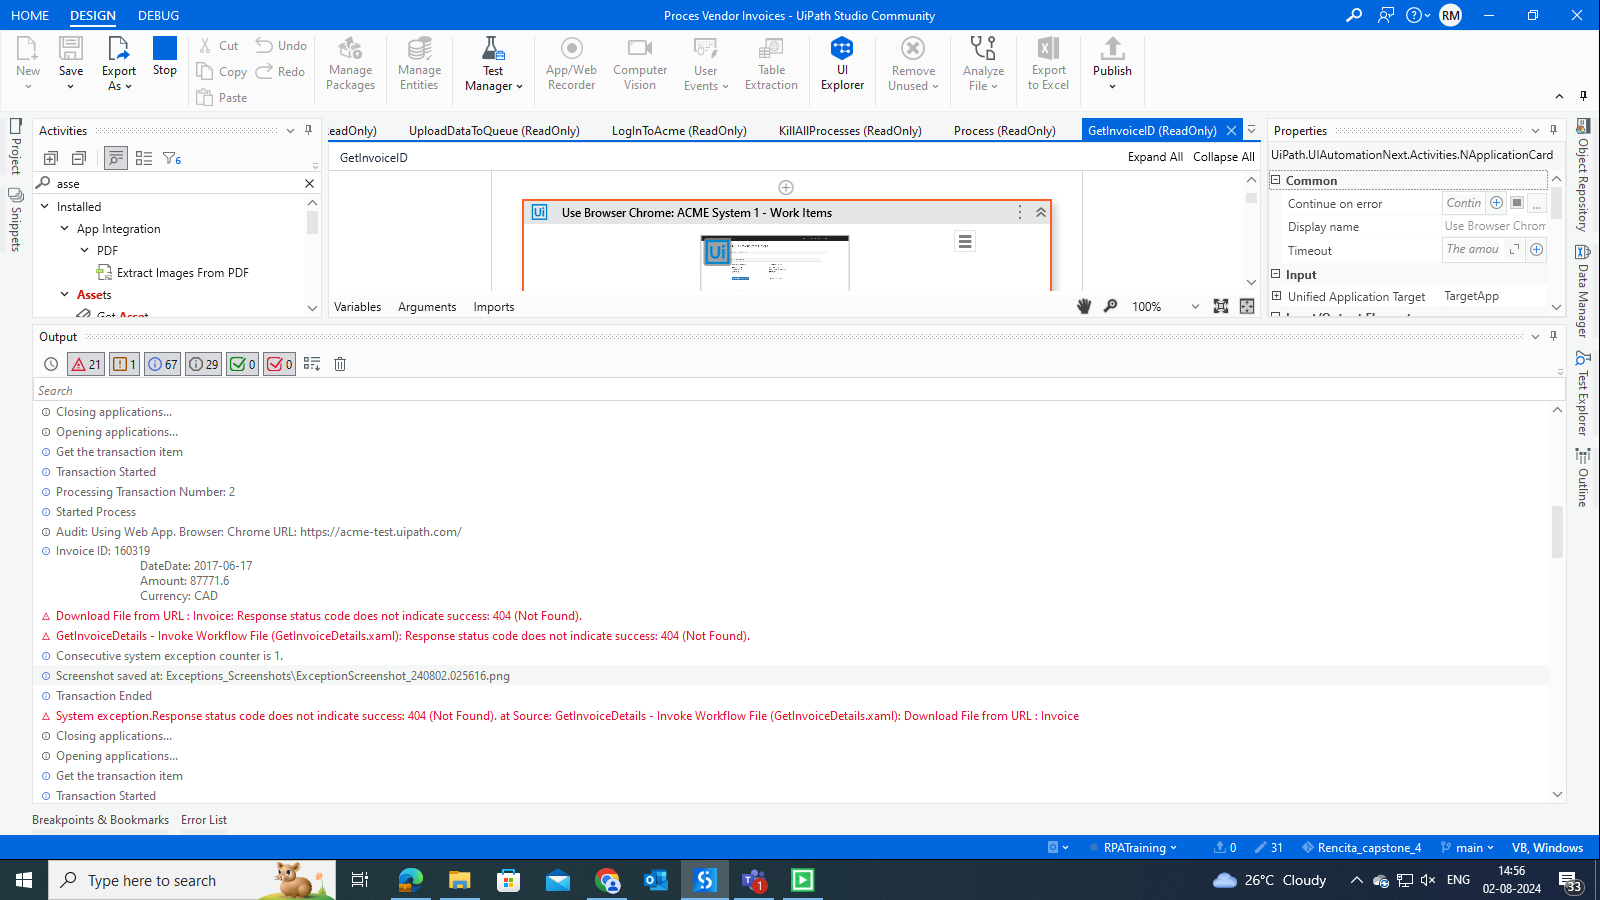 HOME DESIGN DEBUG Proces Vendor Invoices - UiPath Studio Community RM
New Save Export As Stop Cut Copy Paste Undo Redo Manage Packages Manage Entities Test Manager App/Web Recorder Computer Vision User Events Table Extraction UI Explorer Remove Unused Analyze File Export to Excel Publish
Project
Snippets
Activities
6
asse
Installed
App Integration
PDF
Extract Images From PDF
Assets
Get Asset
eadOnly) UploadDataToQueue (ReadOnly) LogInToAcme (ReadOnly) KillAllProcesses (ReadOnly) Process (ReadOnly) GetInvoiceID (ReadOnly)
GetInvoiceID Expand All Collapse All
Ui Use Browser Chrome: ACME System 1 - Work Items
Ui
Variables Arguments Imports 100%
Properties
UiPath.UIAutomationNext.Activities.NApplicationCard
Common
Continue on error Contin ...
Display name Use Browser Chrom
Timeout The amou
Input
Unified Application Target TargetApp
Object Repository
Data Manager
Test Explorer
Outline
Output
21 1 67 29 0 0
Search
Closing applications...
Opening applications...
Get the transaction item
Transaction Started
Processing Transaction Number: 2
Started Process
Audit: Using Web App. Browser: Chrome URL: https://acme-test.uipath.com/
Invoice ID: 160319
DateDate: 2017-06-17
Amount: 87771.6
Currency: CAD
Download File from URL : Invoice: Response status code does not indicate success: 404 (Not Found).
GetInvoiceDetails - Invoke Workflow File (GetInvoiceDetails.xaml): Response status code does not indicate success: 404 (Not Found).
Consecutive system exception counter is 1.
Screenshot saved at: Exceptions_Screenshots\ExceptionScreenshot_240802.025616.png
Transaction Ended
System exception.Response status code does not indicate success: 404 (Not Found). at Source: GetInvoiceDetails - Invoke Workflow File (GetInvoiceDetails.xaml): Download File from URL : Invoice
Closing applications...
Opening applications...
Get the transaction item
Transaction Started
Breakpoints & Bookmarks Error List
RPATraining 0 31 Rencita_capstone_4 main VB, Windows
Type here to search 1 26°C Cloudy ENG 14:56
02-08-2024 33